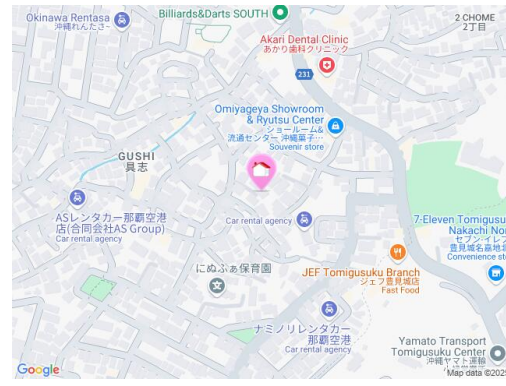 Okinawa Rentasa
沖縄れんたさ-
Billiards&Darts SOUTH
2 CHOME
2丁目
Akari Dental Clinic
あかり歯科クリニック
231
Omiyageya Showroom
& Ryutsu Center
ショールーム&
流通センター 沖縄菓子…
Souvenir store
GUSHI
具志
ASレンタカー那覇空港
店(合同会社AS Group)
Car rental agency
Car rental agency
7-Eleven Tomigusu
Nakachi No
セブン-イレブ
豊見城名嘉地北
Convenience st
JEF Tomigusuku Branch
ジェフ豊見城店
Fast Food
にぬふぁ保育園
ナミノリレンタカー
那覇空港
Car rental agency
Yamato Transport
Tomigusuku Center
沖縄ヤマト運輸
Google
Map data ©2025